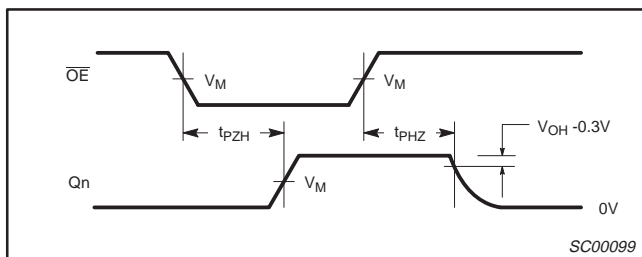 OE
VM
VM
tPZH
tPHZ
VOH -0.3V
Qn
VM
0V
SC00099